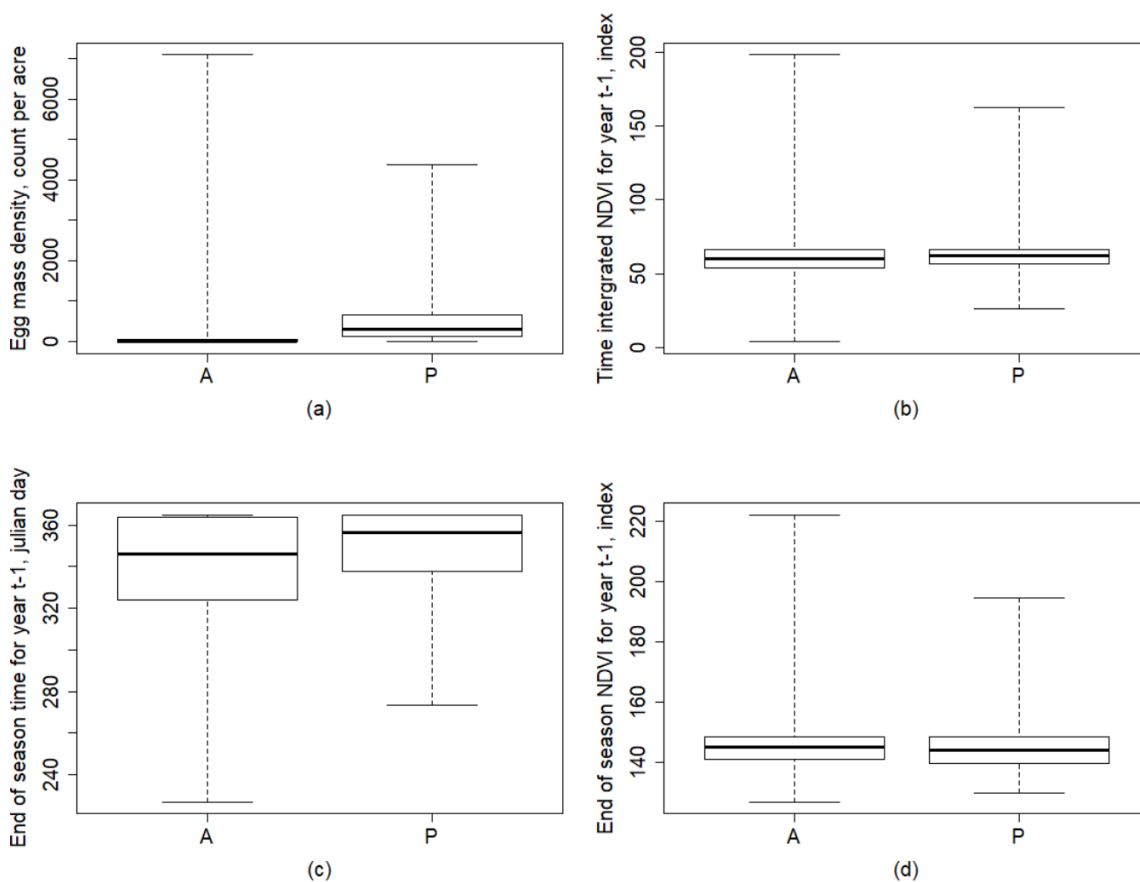 Egg mass density, count per acre
6000
4000
2000
0
A P
(a)
Time intergrated NDVI for year t-1, index
200
150
100
50
0
A P
(b)
End of season time for year t-1, julian day
360
320
280
240
A P
(c)
End of season NDVI for year t-1, index
220
200
180
160
140
A P
(d)